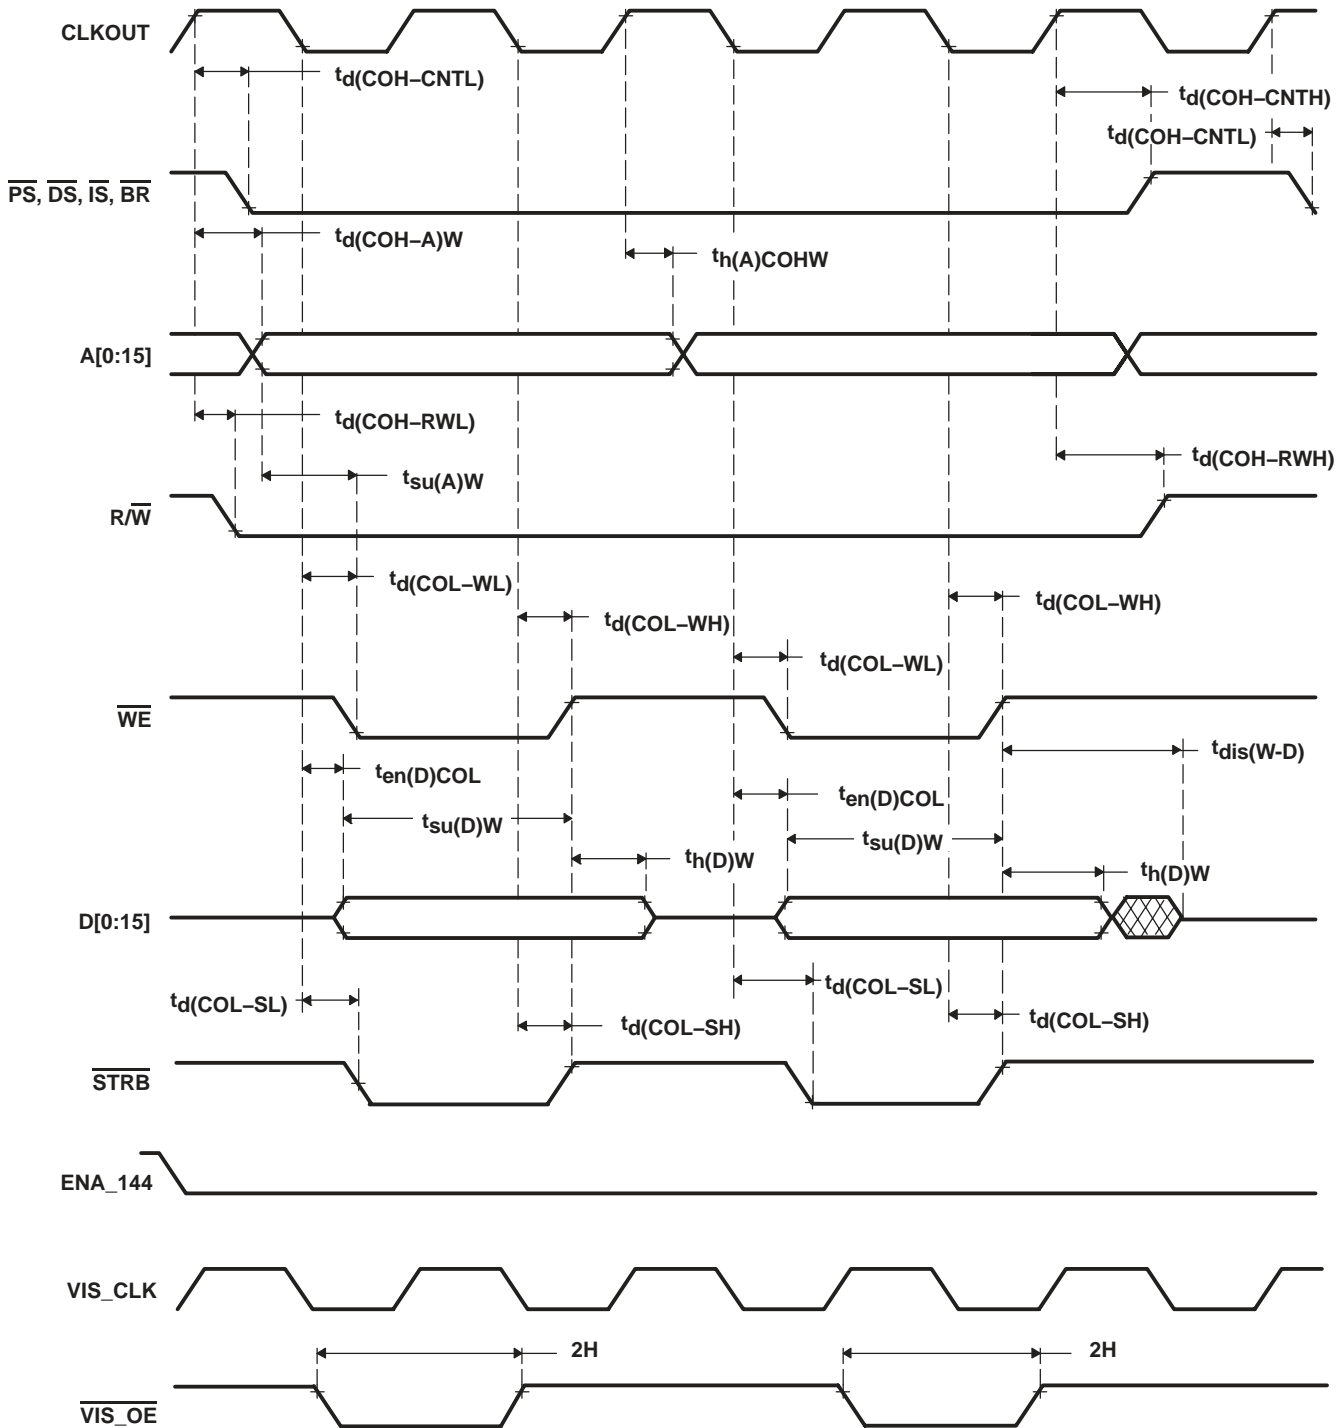 CLKOUT
td(COH–CNTL)
td(COH–CNTH)
td(COH–CNTL)
PS, DS, IS, BR
td(COH–A)W
th(A)COHW
A[0:15]
td(COH–RWL)
td(COH–RWH)
tsu(A)W
R/W
td(COL–WL)
td(COL–WH)
td(COL–WH)
td(COL–WL)
WE
tdis(W-D)
ten(D)COL
ten(D)COL
tsu(D)W
tsu(D)W
th(D)W
th(D)W
D[0:15]
td(COL–SL)
td(COL–SL)
td(COL–SH)
td(COL–SH)
STRB
ENA_144
VIS_CLK
2H
2H
VIS_OE